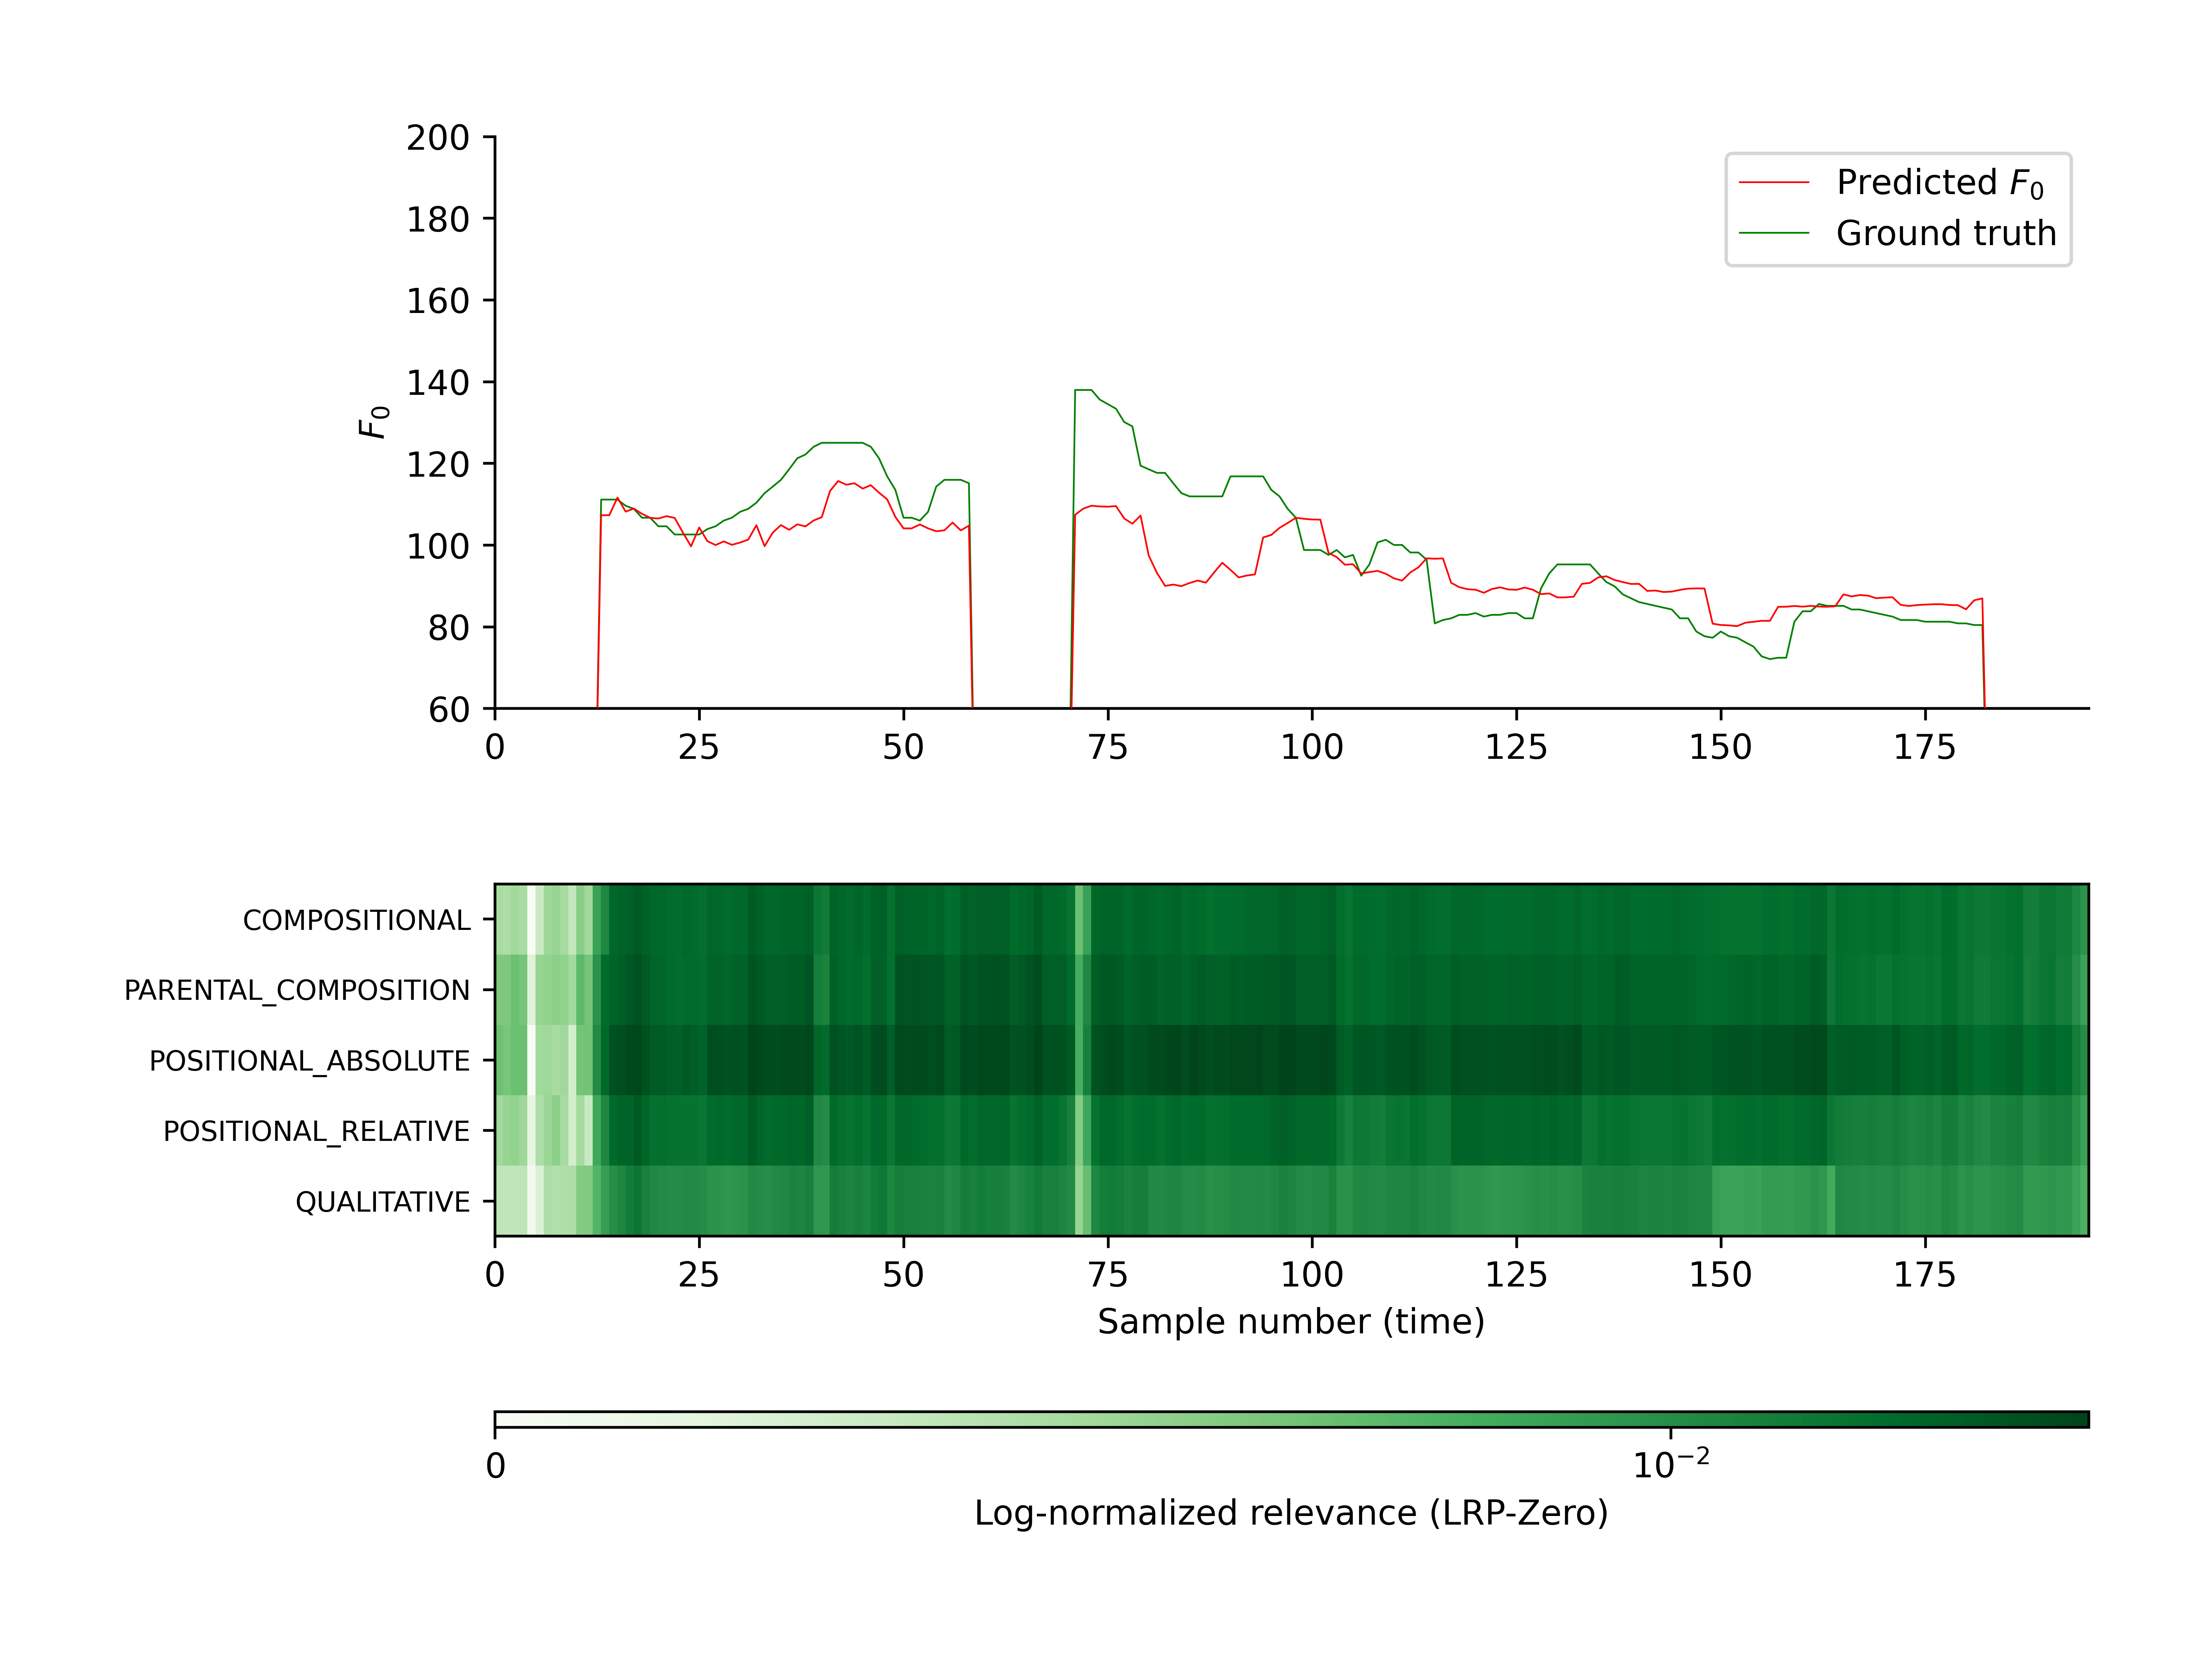 200
180
160
140
120
100
80
60
F₀
Predicted F₀
Ground truth
0 25 50 75 100 125 150 175
COMPOSITIONAL
PARENTAL_COMPOSITION
POSITIONAL_ABSOLUTE
POSITIONAL_RELATIVE
QUALITATIVE
0 25 50 75 100 125 150 175
Sample number (time)
0 10⁻²
Log-normalized relevance (LRP-Zero)